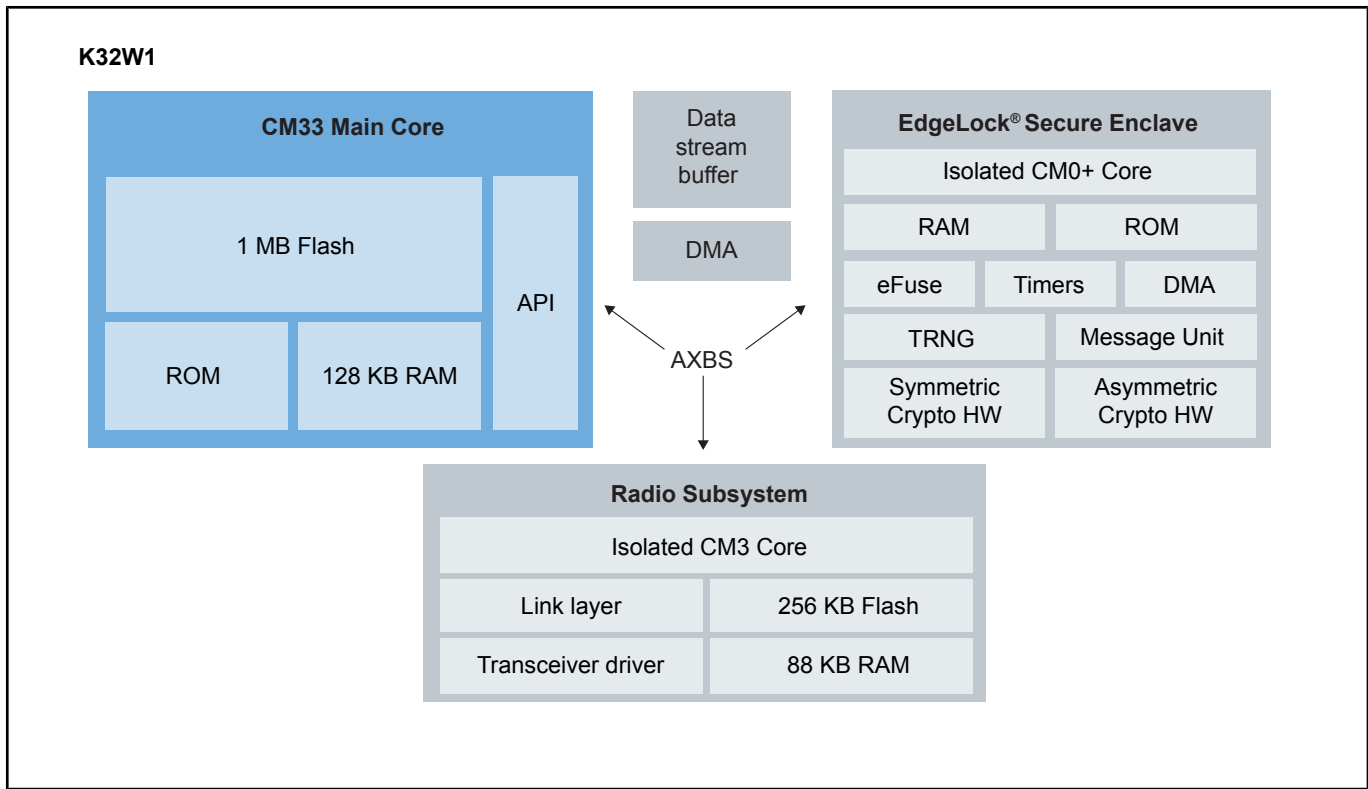 K32W1
CM33 Main Core
1 MB Flash
API
ROM
128 KB RAM
Data
stream
buffer
DMA
AXBS
EdgeLock® Secure Enclave
Isolated CM0+ Core
RAM
ROM
eFuse
Timers
DMA
TRNG
Message Unit
Symmetric
Crypto HW
Asymmetric
Crypto HW
Radio Subsystem
Isolated CM3 Core
Link layer
256 KB Flash
Transceiver driver
88 KB RAM